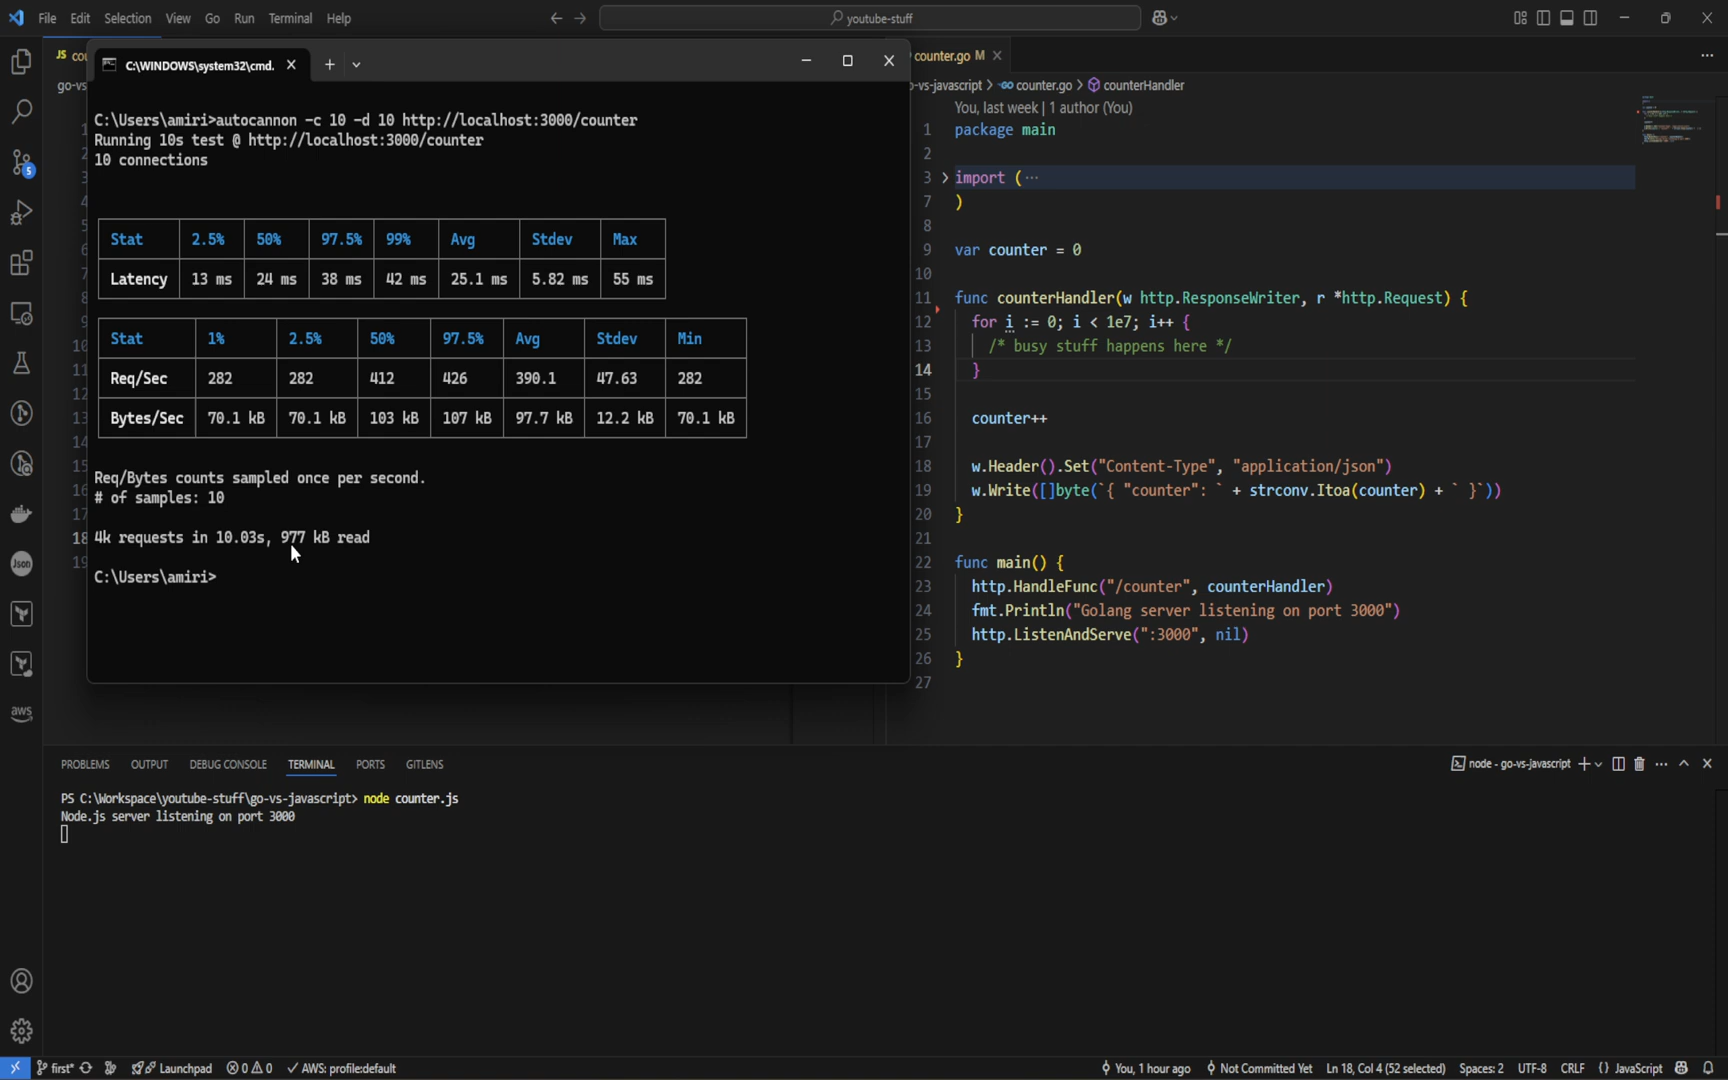 File Edit Selection View Go Run Terminal Help
youtube-stuff
JS cou
C:\WINDOWS\system32\cmd.
counter.go M
go-vs
o-vs-javascript > counter.go > counterHandler
You, last week | 1 author (You)
C:\Users\amiri>autocannon -c 10 -d 10 http://localhost:3000/counter
Running 10s test @ http://localhost:3000/counter
10 connections
Stat 2.5% 50% 97.5% 99% Avg Stdev Max
Latency 13 ms 24 ms 38 ms 42 ms 25.1 ms 5.82 ms 55 ms
Stat 1% 2.5% 50% 97.5% Avg Stdev Min
Req/Sec 282 282 412 426 390.1 47.63 282
Bytes/Sec 70.1 kB 70.1 kB 103 kB 107 kB 97.7 kB 12.2 kB 70.1 kB
Req/Bytes counts sampled once per second.
# of samples: 10
4k requests in 10.03s, 977 kB read
C:\Users\amiri>
1 package main
2
3 import ( ···
7 )
8
9 var counter = 0
10
11 func counterHandler(w http.ResponseWriter, r *http.Request) {
12 for i := 0; i < 1e7; i++ {
13 /* busy stuff happens here */
14 }
15
16 counter++
17
18 w.Header().Set("Content-Type", "application/json")
19 w.Write([]byte(`{ "counter": ` + strconv.Itoa(counter) + ` }`))
20 }
21
22 func main() {
23 http.HandleFunc("/counter", counterHandler)
24 fmt.Println("Golang server listening on port 3000")
25 http.ListenAndServe(":3000", nil)
26 }
27
5
Json
aws
PROBLEMS OUTPUT DEBUG CONSOLE TERMINAL PORTS GITLENS
node - go-vs-javascript
PS C:\Workspace\youtube-stuff\go-vs-javascript> node counter.js
Node.js server listening on port 3000
first* Launchpad 0 0 AWS: profile:default
You, 1 hour ago Not Committed Yet Ln 18, Col 4 (52 selected) Spaces: 2 UTF-8 CRLF {} JavaScript